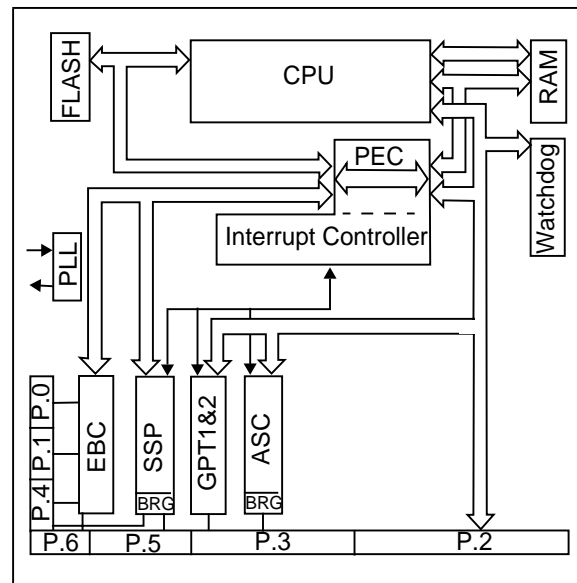 FLASH
CPU
RAM
PEC
Watchdog
Interrupt Controller
PLL
P.0
P.1
P.4
EBC
SSP
BRG
GPT1&2
ASC
BRG
P.6
P.5
P.3
P.2